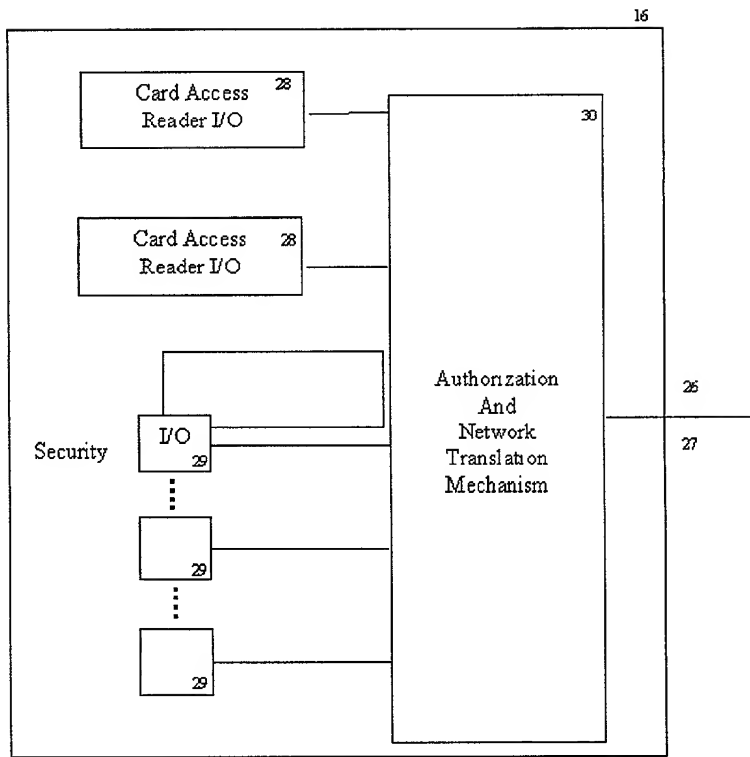 16
Card Access 28
Reader I/O
30
Card Access 28
Reader I/O
Authorization
And
Network
Translation
Mechanism
26
27
Security
I/O
29
29
29